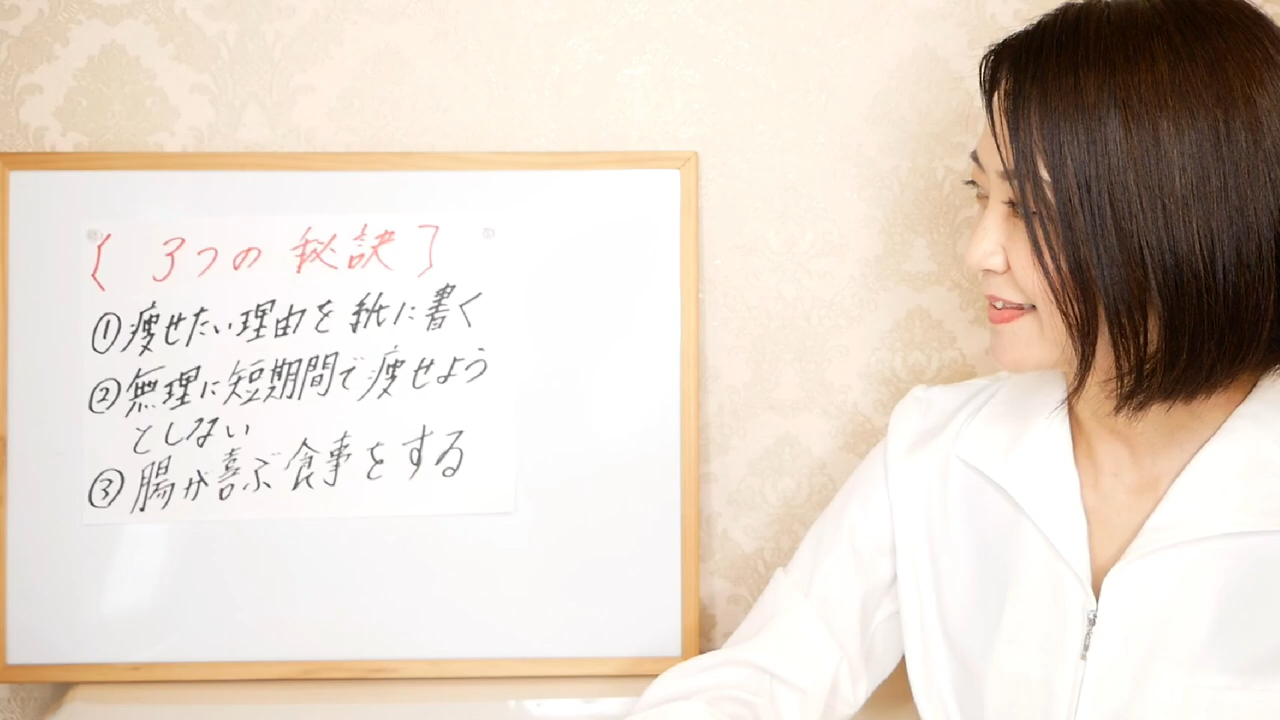 〔 3つの秘訣 〕
①痩せたい理由を紙に書く
②無理に短期間で痩せよう
としない
③腸が喜ぶ食事をする